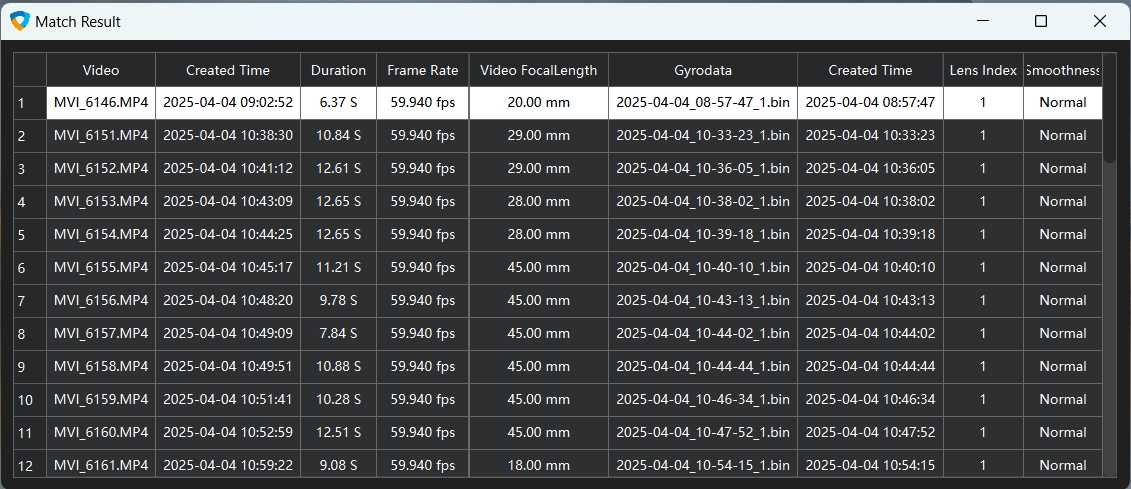 Match Result
Video Created Time Duration Frame Rate Video FocalLength Gyrodata Created Time Lens Index Smoothness
1 MVI_6146.MP4 2025-04-04 09:02:52 6.37 S 59.940 fps 20.00 mm 2025-04-04_08-57-47_1.bin 2025-04-04 08:57:47 1 Normal
2 MVI_6151.MP4 2025-04-04 10:38:30 10.84 S 59.940 fps 29.00 mm 2025-04-04_10-33-23_1.bin 2025-04-04 10:33:23 1 Normal
3 MVI_6152.MP4 2025-04-04 10:41:12 12.61 S 59.940 fps 29.00 mm 2025-04-04_10-36-05_1.bin 2025-04-04 10:36:05 1 Normal
4 MVI_6153.MP4 2025-04-04 10:43:09 12.65 S 59.940 fps 28.00 mm 2025-04-04_10-38-02_1.bin 2025-04-04 10:38:02 1 Normal
5 MVI_6154.MP4 2025-04-04 10:44:25 12.65 S 59.940 fps 28.00 mm 2025-04-04_10-39-18_1.bin 2025-04-04 10:39:18 1 Normal
6 MVI_6155.MP4 2025-04-04 10:45:17 11.21 S 59.940 fps 45.00 mm 2025-04-04_10-40-10_1.bin 2025-04-04 10:40:10 1 Normal
7 MVI_6156.MP4 2025-04-04 10:48:20 9.78 S 59.940 fps 45.00 mm 2025-04-04_10-43-13_1.bin 2025-04-04 10:43:13 1 Normal
8 MVI_6157.MP4 2025-04-04 10:49:09 7.84 S 59.940 fps 45.00 mm 2025-04-04_10-44-02_1.bin 2025-04-04 10:44:02 1 Normal
9 MVI_6158.MP4 2025-04-04 10:49:51 10.88 S 59.940 fps 45.00 mm 2025-04-04_10-44-44_1.bin 2025-04-04 10:44:44 1 Normal
10 MVI_6159.MP4 2025-04-04 10:51:41 10.28 S 59.940 fps 45.00 mm 2025-04-04_10-46-34_1.bin 2025-04-04 10:46:34 1 Normal
11 MVI_6160.MP4 2025-04-04 10:52:59 12.51 S 59.940 fps 45.00 mm 2025-04-04_10-47-52_1.bin 2025-04-04 10:47:52 1 Normal
12 MVI_6161.MP4 2025-04-04 10:59:22 9.08 S 59.940 fps 18.00 mm 2025-04-04_10-54-15_1.bin 2025-04-04 10:54:15 1 Normal